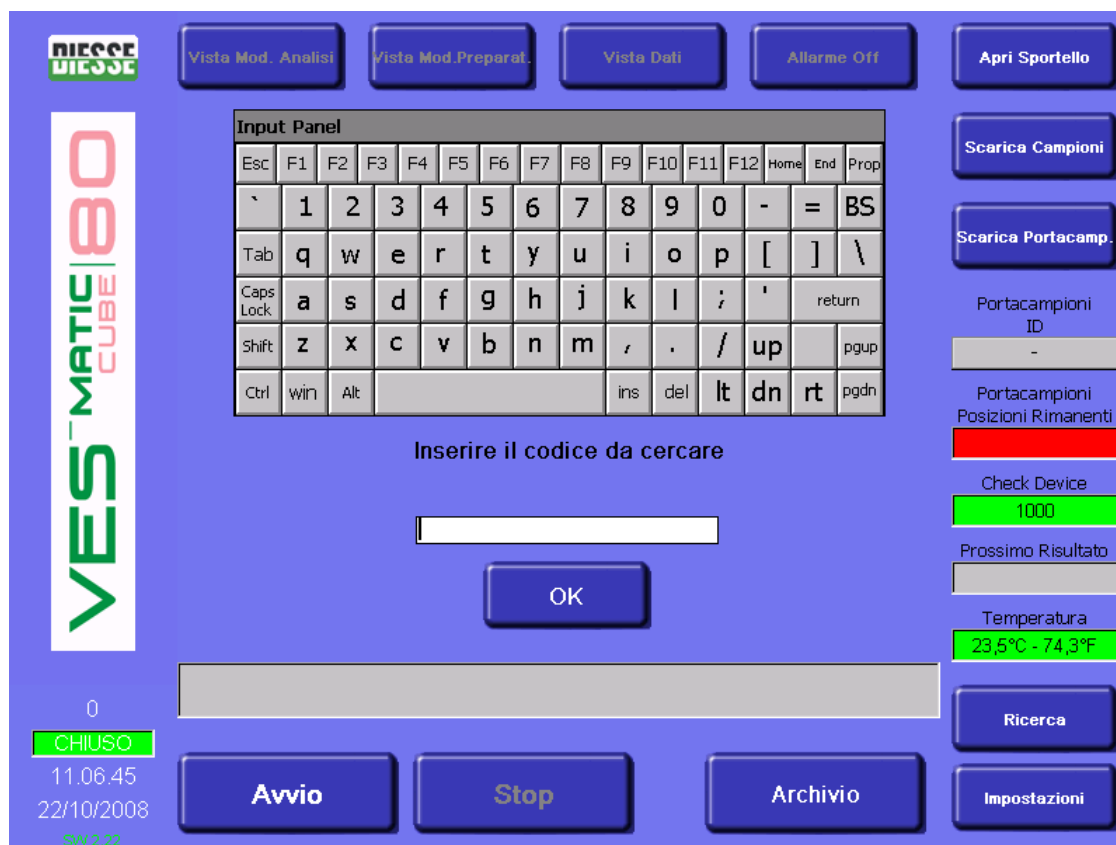 DIESSE
Vista Mod. Analisi
Vista Mod.Preparat.
Vista Dati
Allarme Off
Apri Sportello
VES-MATIC CUBE 80
Input Panel
Esc F1 F2 F3 F4 F5 F6 F7 F8 F9 F10 F11 F12 Home End Prop
` 1 2 3 4 5 6 7 8 9 0 - = BS
Tab q w e r t y u i o p [ ] \
Caps Lock a s d f g h j k l ; ' return
Shift z x c v b n m , . / up pgup
Ctrl win Alt ins del lt dn rt pgdn
Scarica Campioni
Scarica Portacamp.
Portacampioni
ID
-
Portacampioni
Posizioni Rimanenti
Check Device
1000
Prossimo Risultato
Temperatura
23,5°C - 74,3°F
Inserire il codice da cercare
OK
0
CHIUSO
11.06.45
22/10/2008
SW 2.22
Avvio
Stop
Archivio
Ricerca
Impostazioni